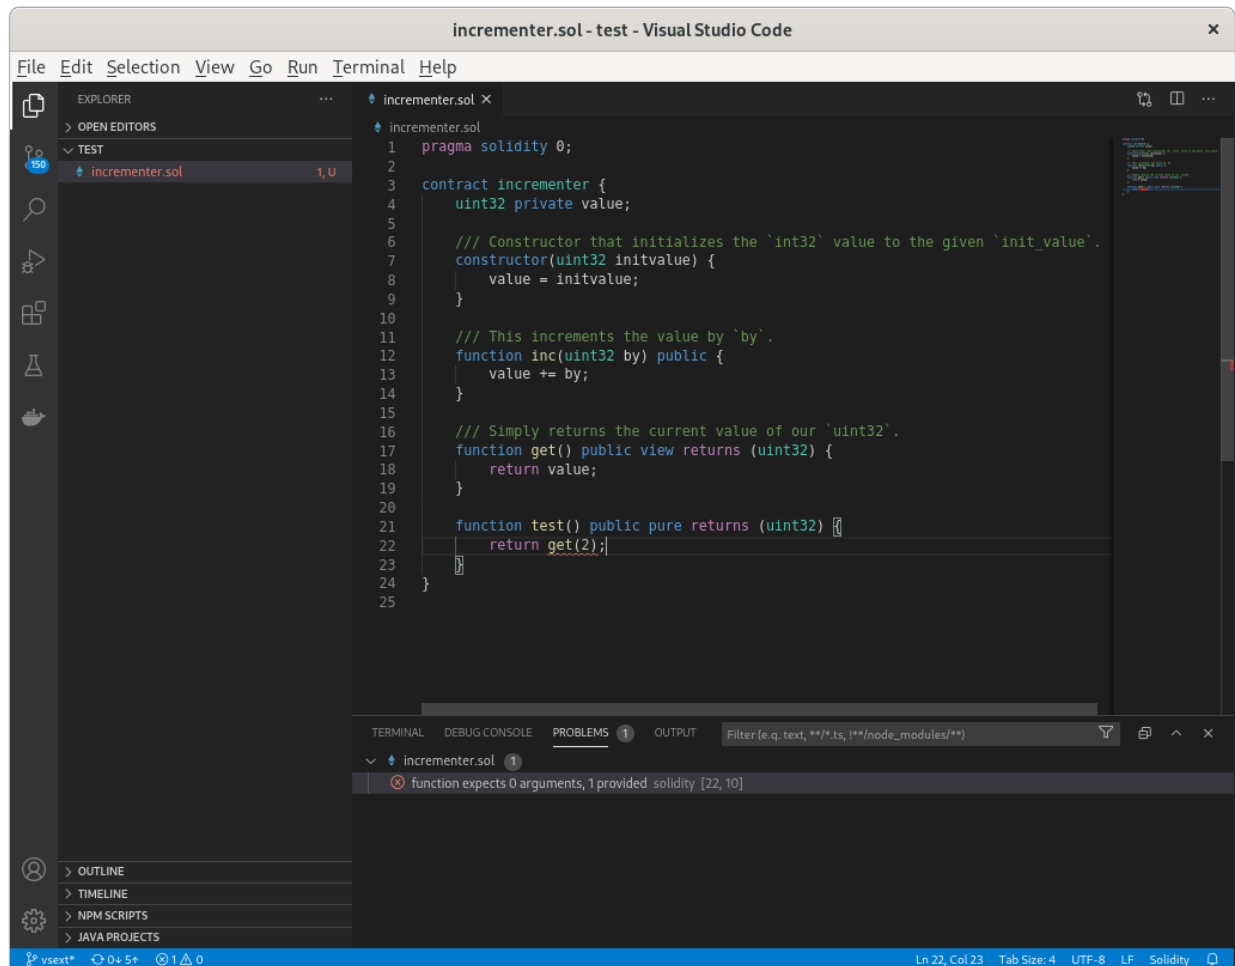 incrementer.sol - test - Visual Studio Code ×
File Edit Selection View Go Run Terminal Help
EXPLORER ···
OPEN EDITORS
TEST
incrementer.sol 1, U
150
OUTLINE
TIMELINE
NPM SCRIPTS
JAVA PROJECTS
incrementer.sol ×
incrementer.sol
1 pragma solidity 0;
2
3 contract incrementer {
4     uint32 private value;
5
6     /// Constructor that initializes the `int32` value to the given `init_value`.
7     constructor(uint32 initvalue) {
8         value = initvalue;
9     }
10
11     /// This increments the value by `by`.
12     function inc(uint32 by) public {
13         value += by;
14     }
15
16     /// Simply returns the current value of our `uint32`.
17     function get() public view returns (uint32) {
18         return value;
19     }
20
21     function test() public pure returns (uint32) {
22         return get(2);
23     }
24 }
25
TERMINAL DEBUG CONSOLE PROBLEMS 1 OUTPUT Filter (e.g. text, **/*.ts, !**/node_modules/**)
incrementer.sol 1
function expects 0 arguments, 1 provided solidity [22, 10]
vsext* 0↓ 5↑ 1 0 Ln 22, Col 23 Tab Size: 4 UTF-8 LF Solidity